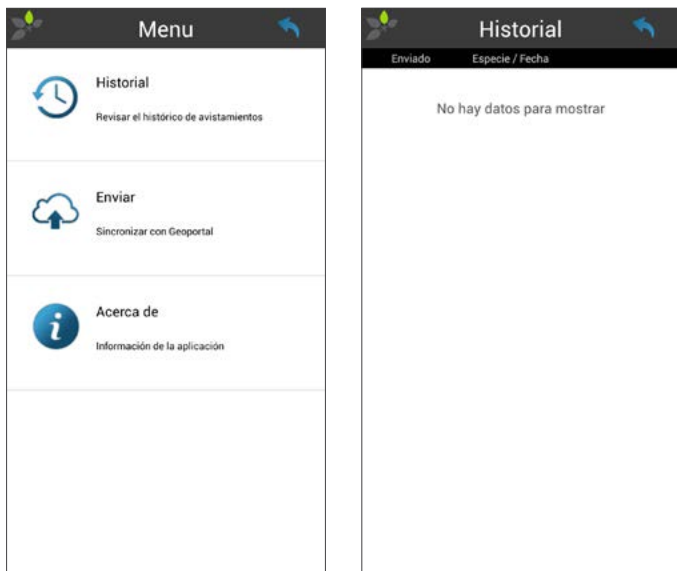 Menu
Historial
Revisar el histórico de avistamientos
Enviar
Sincronizar con Geoportal
Acerca de
Información de la aplicación
Historial
Enviado Especie / Fecha
No hay datos para mostrar